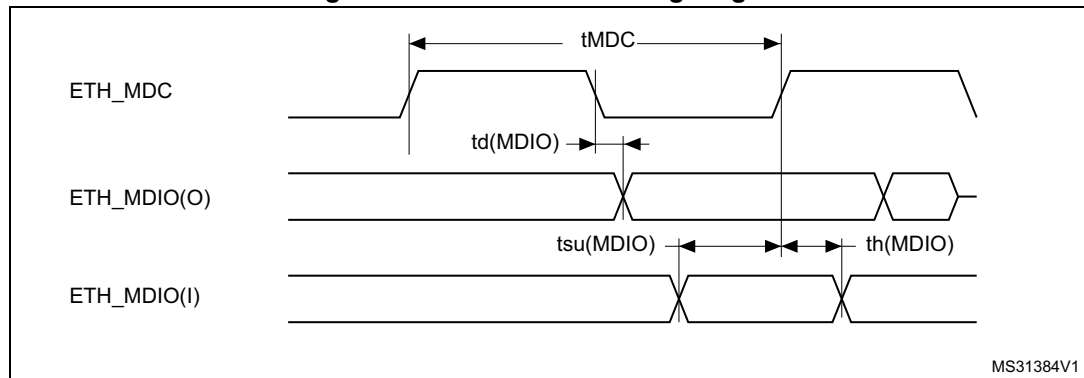 tMDC
ETH_MDC
td(MDIO)
ETH_MDIO(O)
tsu(MDIO) th(MDIO)
ETH_MDIO(I)
MS31384V1